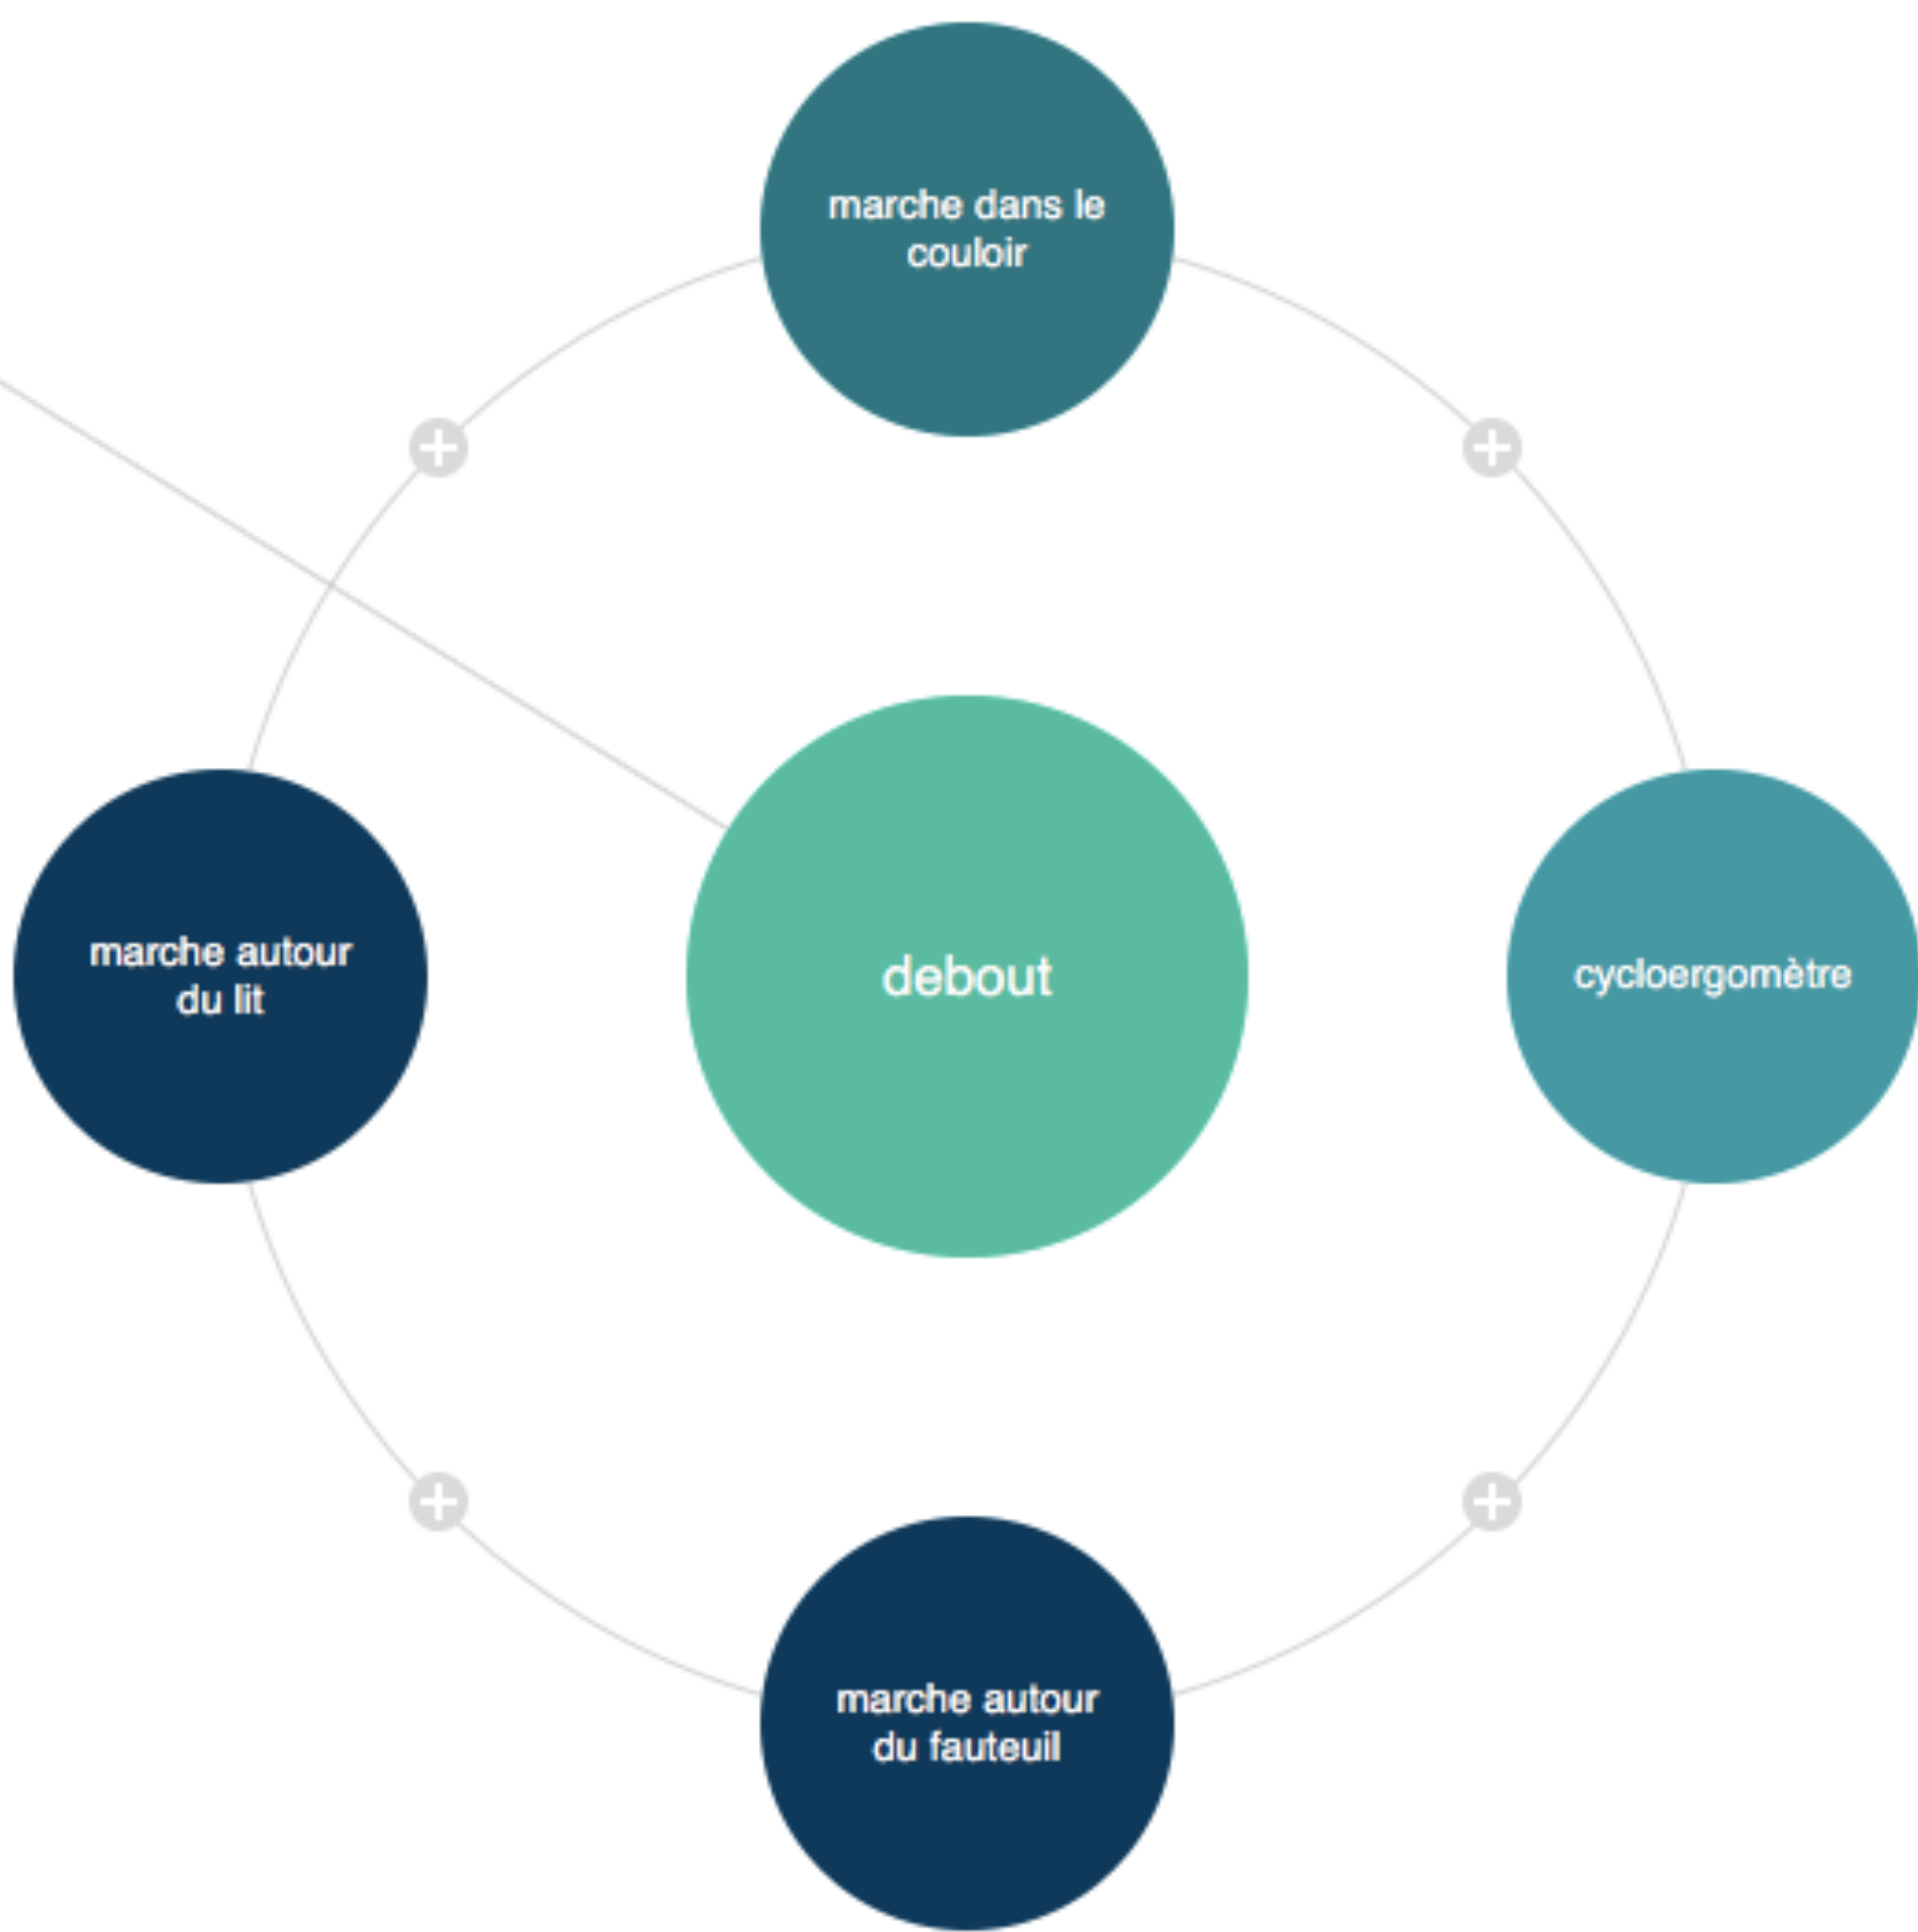 marche dans le
couloir
marche autour
du lit
debout
cycloergomètre
marche autour
du fauteuil